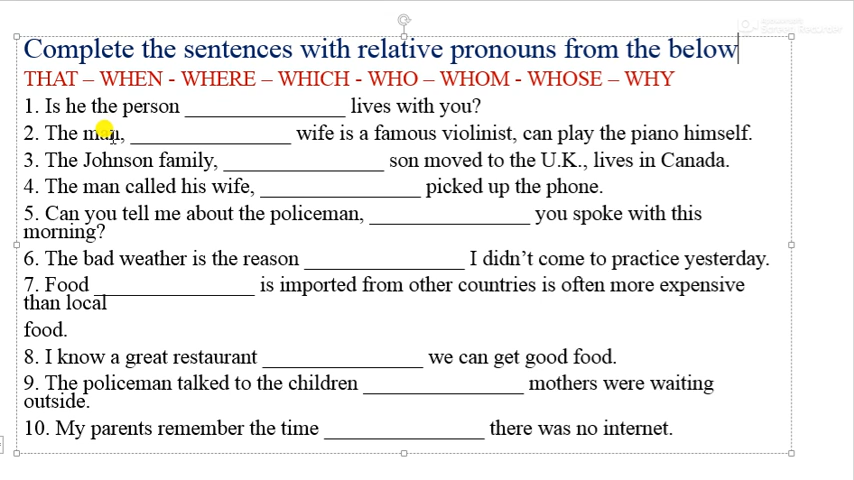 Complete the sentences with relative pronouns from the below
THAT – WHEN - WHERE – WHICH - WHO – WHOM - WHOSE – WHY
1. Is he the person ________________ lives with you?
2. The man, ________________ wife is a famous violinist, can play the piano himself.
3. The Johnson family, ________________ son moved to the U.K., lives in Canada.
4. The man called his wife, ________________ picked up the phone.
5. Can you tell me about the policeman, ________________ you spoke with this
morning?
6. The bad weather is the reason ________________ I didn't come to practice yesterday.
7. Food ________________ is imported from other countries is often more expensive
than local
food.
8. I know a great restaurant ________________ we can get good food.
9. The policeman talked to the children ________________ mothers were waiting
outside.
10. My parents remember the time ________________ there was no internet.